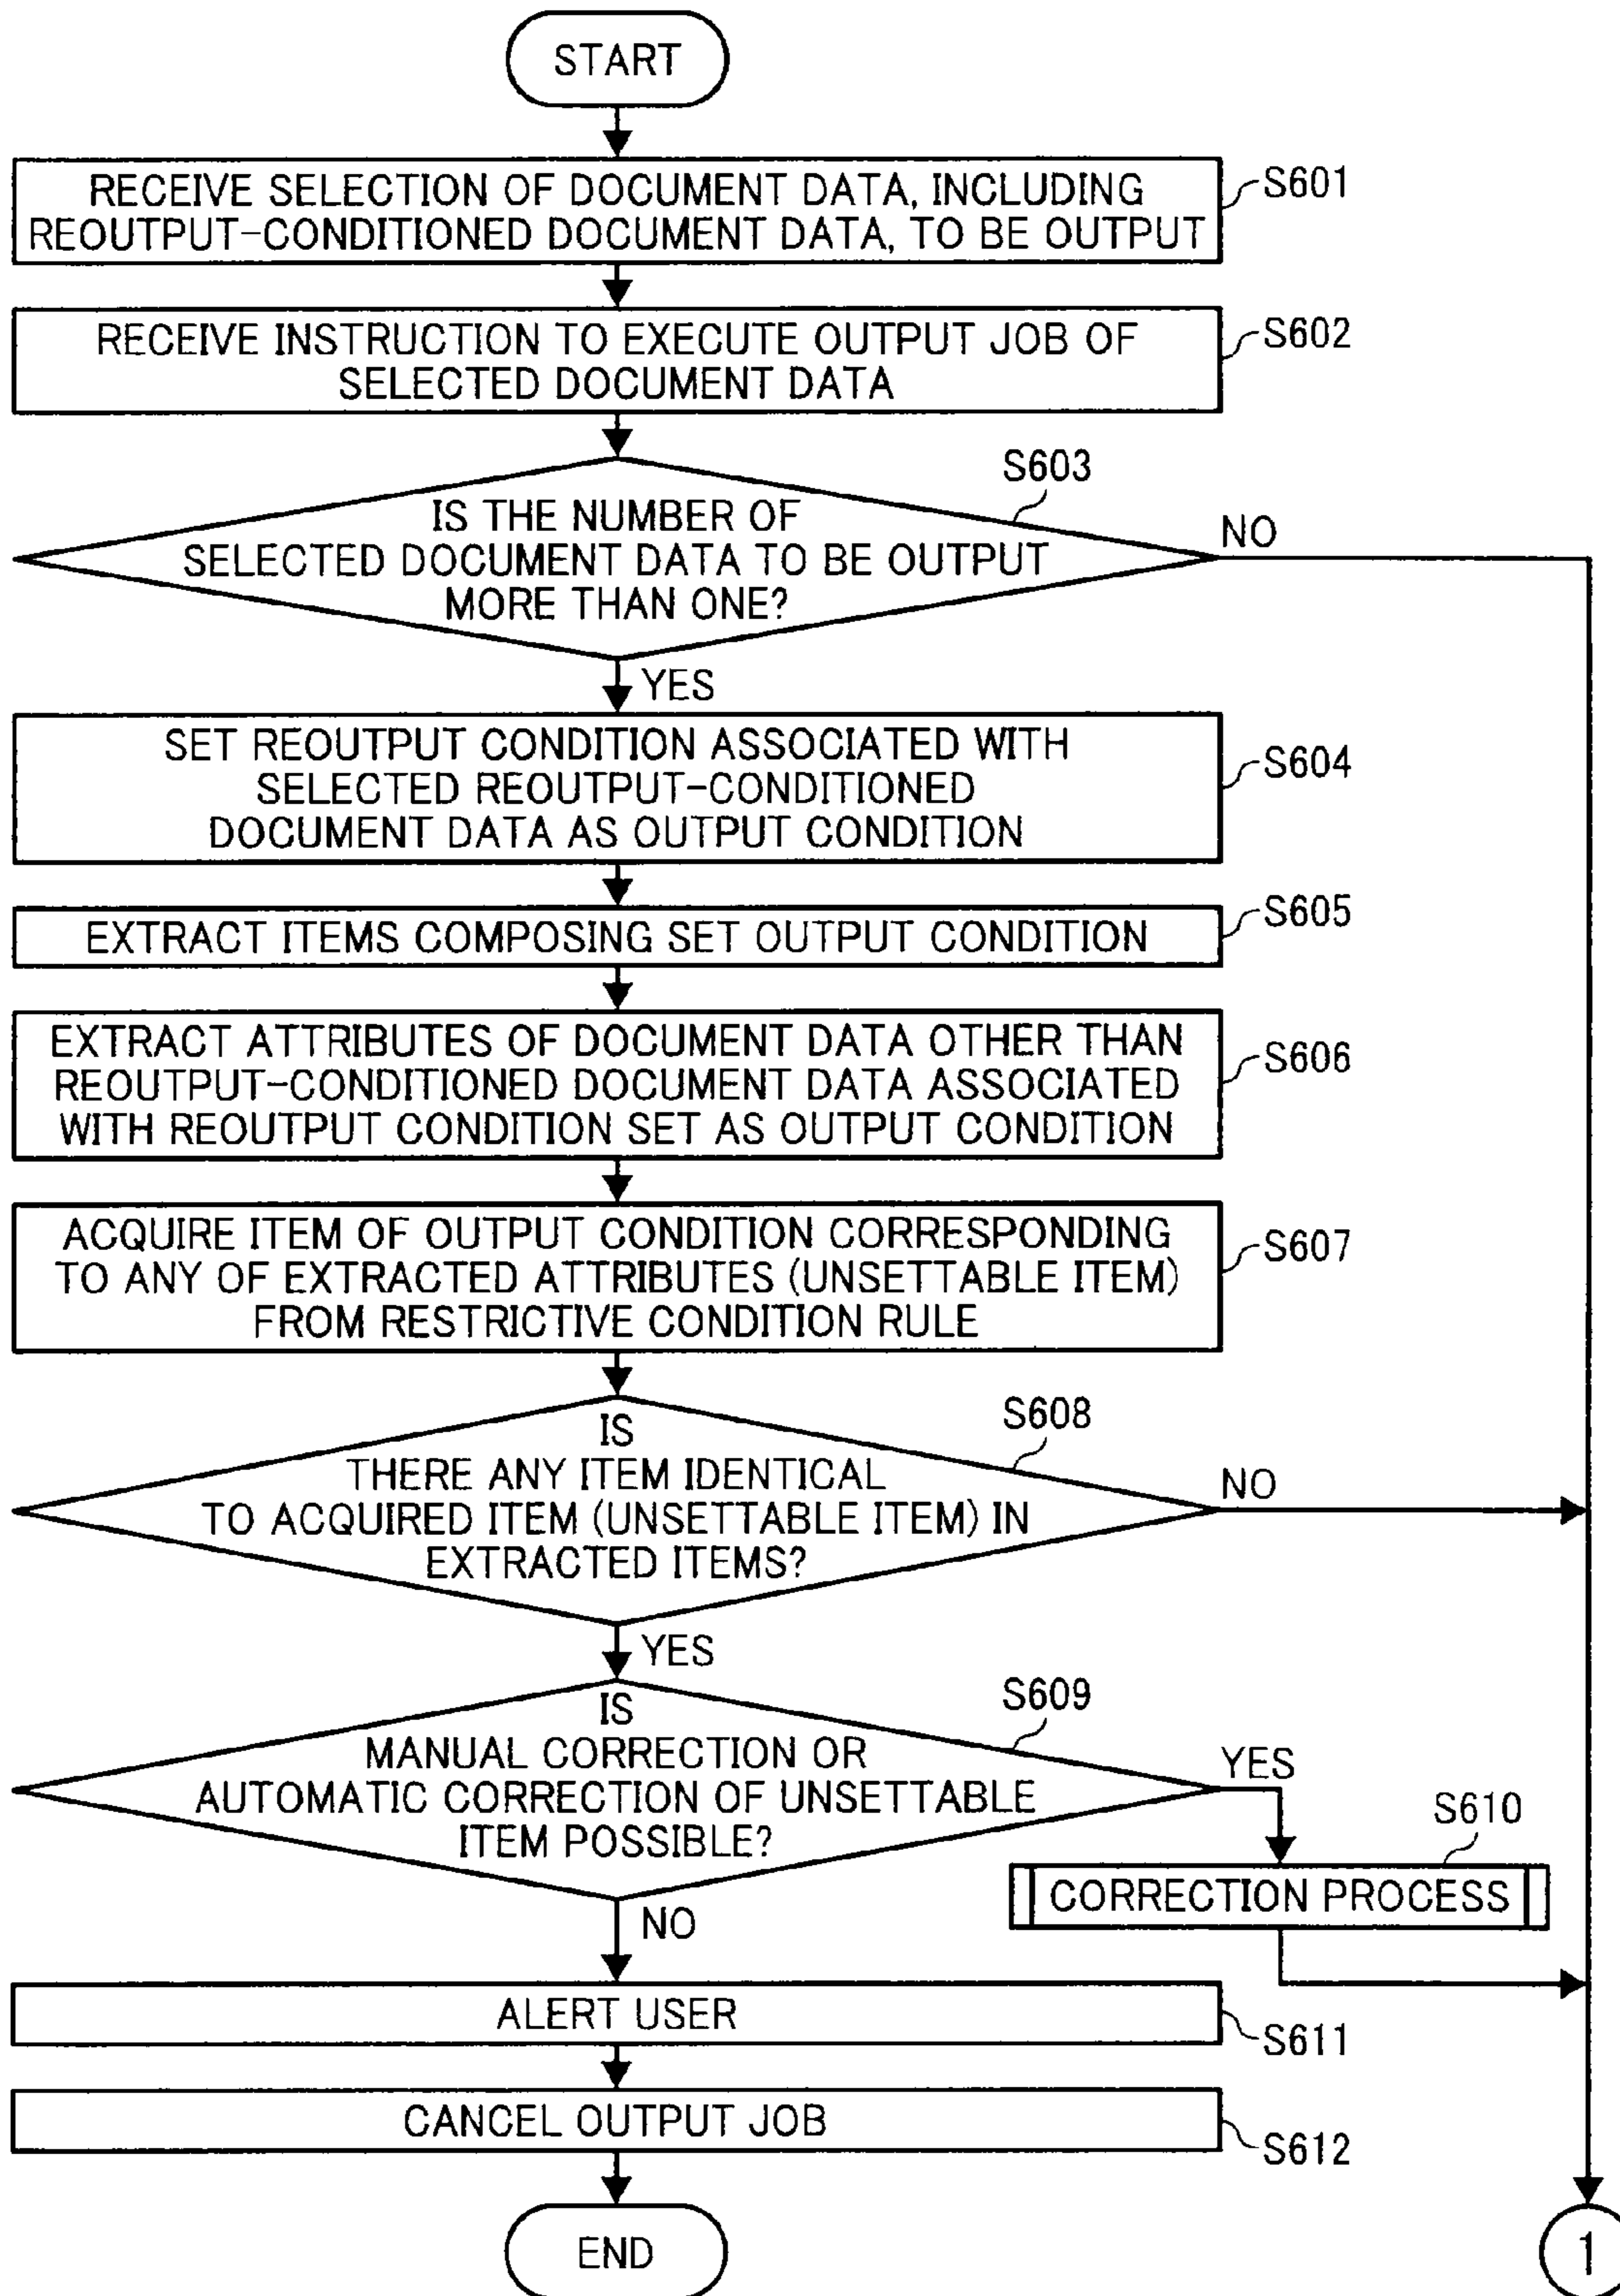 START
RECEIVE SELECTION OF DOCUMENT DATA, INCLUDING
REOUTPUT-CONDITIONED DOCUMENT DATA, TO BE OUTPUT
S601
RECEIVE INSTRUCTION TO EXECUTE OUTPUT JOB OF
SELECTED DOCUMENT DATA
S602
S603
IS THE NUMBER OF
SELECTED DOCUMENT DATA TO BE OUTPUT
MORE THAN ONE?
NO
YES
SET REOUTPUT CONDITION ASSOCIATED WITH
SELECTED REOUTPUT-CONDITIONED
DOCUMENT DATA AS OUTPUT CONDITION
S604
EXTRACT ITEMS COMPOSING SET OUTPUT CONDITION
S605
EXTRACT ATTRIBUTES OF DOCUMENT DATA OTHER THAN
REOUTPUT-CONDITIONED DOCUMENT DATA ASSOCIATED
WITH REOUTPUT CONDITION SET AS OUTPUT CONDITION
S606
ACQUIRE ITEM OF OUTPUT CONDITION CORRESPONDING
TO ANY OF EXTRACTED ATTRIBUTES (UNSETTABLE ITEM)
FROM RESTRICTIVE CONDITION RULE
S607
S608
IS
THERE ANY ITEM IDENTICAL
TO ACQUIRED ITEM (UNSETTABLE ITEM) IN
EXTRACTED ITEMS?
NO
YES
S609
IS
MANUAL CORRECTION OR
AUTOMATIC CORRECTION OF UNSETTABLE
ITEM POSSIBLE?
YES
S610
CORRECTION PROCESS
NO
ALERT USER
S611
CANCEL OUTPUT JOB
S612
END
1